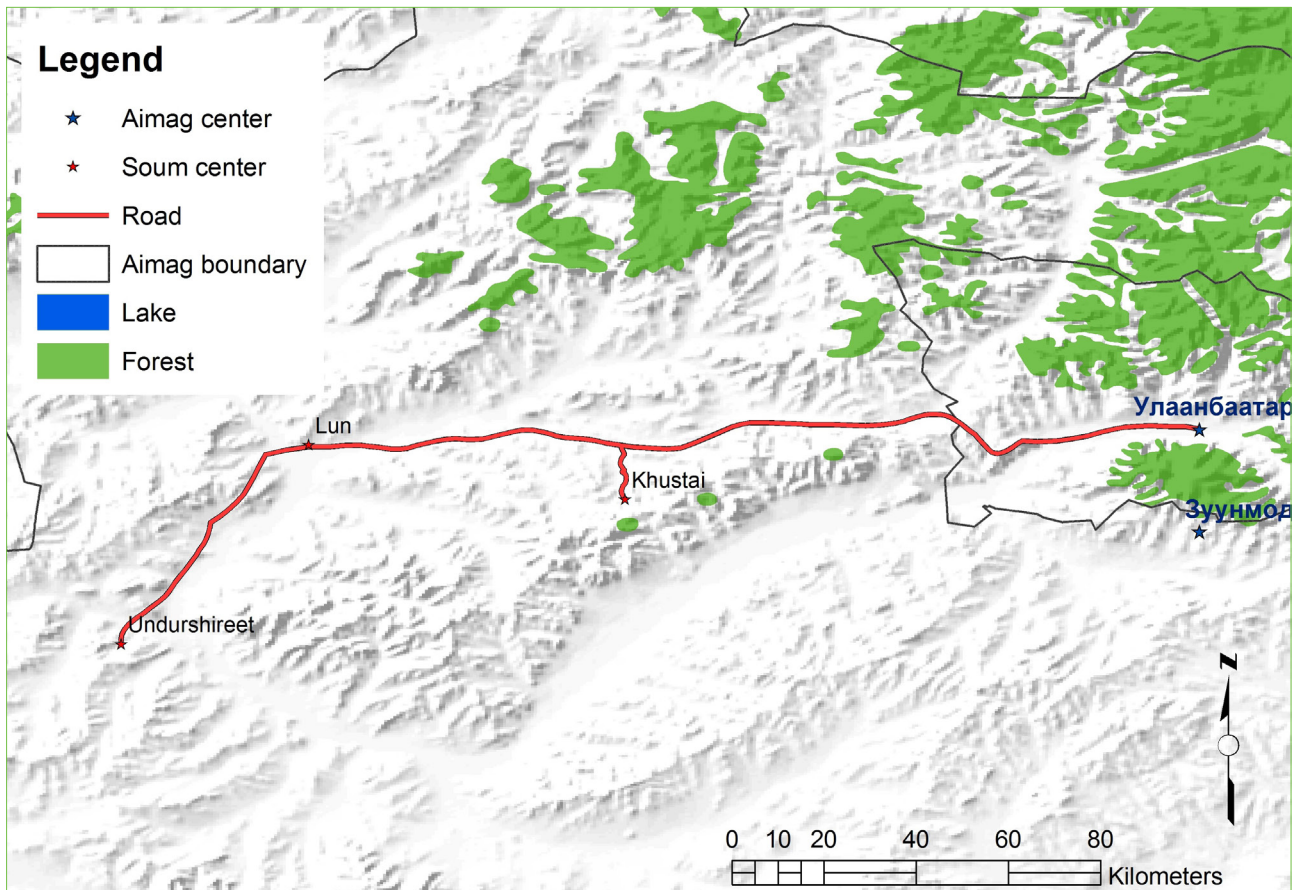 Legend
Aimag center
Soum center
Road
Aimag boundary
Lake
Forest
Улаанбаатар
Lun
Khustai
Зуунмод
Undurshireet
N
0 10 20 40 60 80
Kilometers